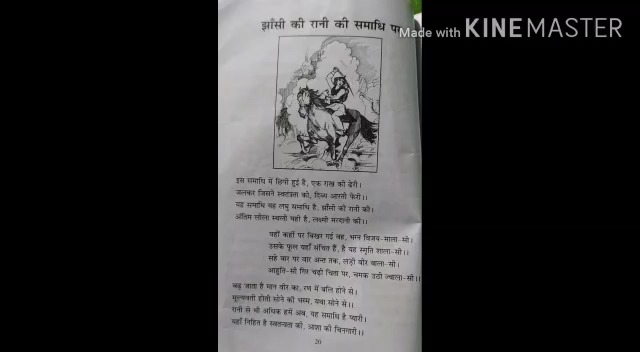 झाँसी की रानी की समाधि पर
Made with KINEMASTER
इस समाधि में छिपी हुई है, एक राख की ढेरी।
जलकर जिसने स्वतंत्रता की, दिव्य आरती फेरी।।
यह समाधि यह लघु समाधि है, झाँसी की रानी की।
अंतिम लीला स्थली यही है, लक्ष्मी मरदानी की।।
यहीं कहीं पर बिखर गई वह, भग्न विजय-माला-सी।
उसके फूल यहाँ संचित हैं, है यह स्मृति शाला-सी।।
सहे वार पर वार अन्त तक, लड़ी वीर बाला-सी।
आहुति-सी गिर चढ़ी चिता पर, चमक उठी ज्वाला-सी।।
बढ़ जाता है मान वीर का, रण में बलि होने से।
मूल्यवती होती सोने की भस्म, यथा सोने से।।
रानी से भी अधिक हमें अब, यह समाधि है प्यारी।
यहाँ निहित है स्वतन्त्रता की, आशा की चिनगारी।।
20